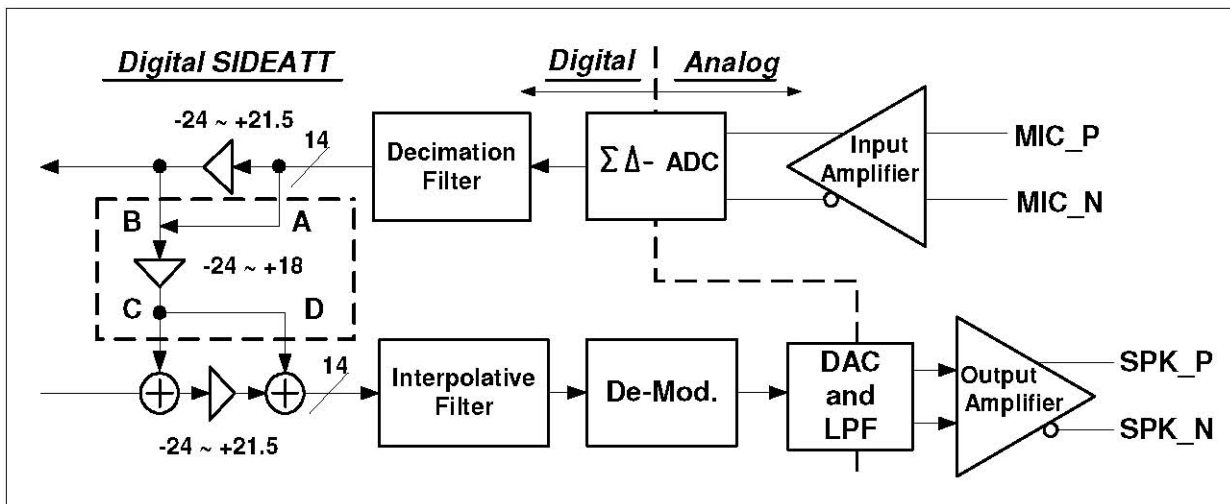 Digital SIDEATT
Digital
Analog
-24 ~ +21.5
14
Decimation
Filter
Σ Δ- ADC
Input
Amplifier
MIC_P
MIC_N
B
A
-24 ~ +18
C
D
14
Interpolative
Filter
De-Mod.
DAC
and
LPF
Output
Amplifier
SPK_P
SPK_N
-24 ~ +21.5